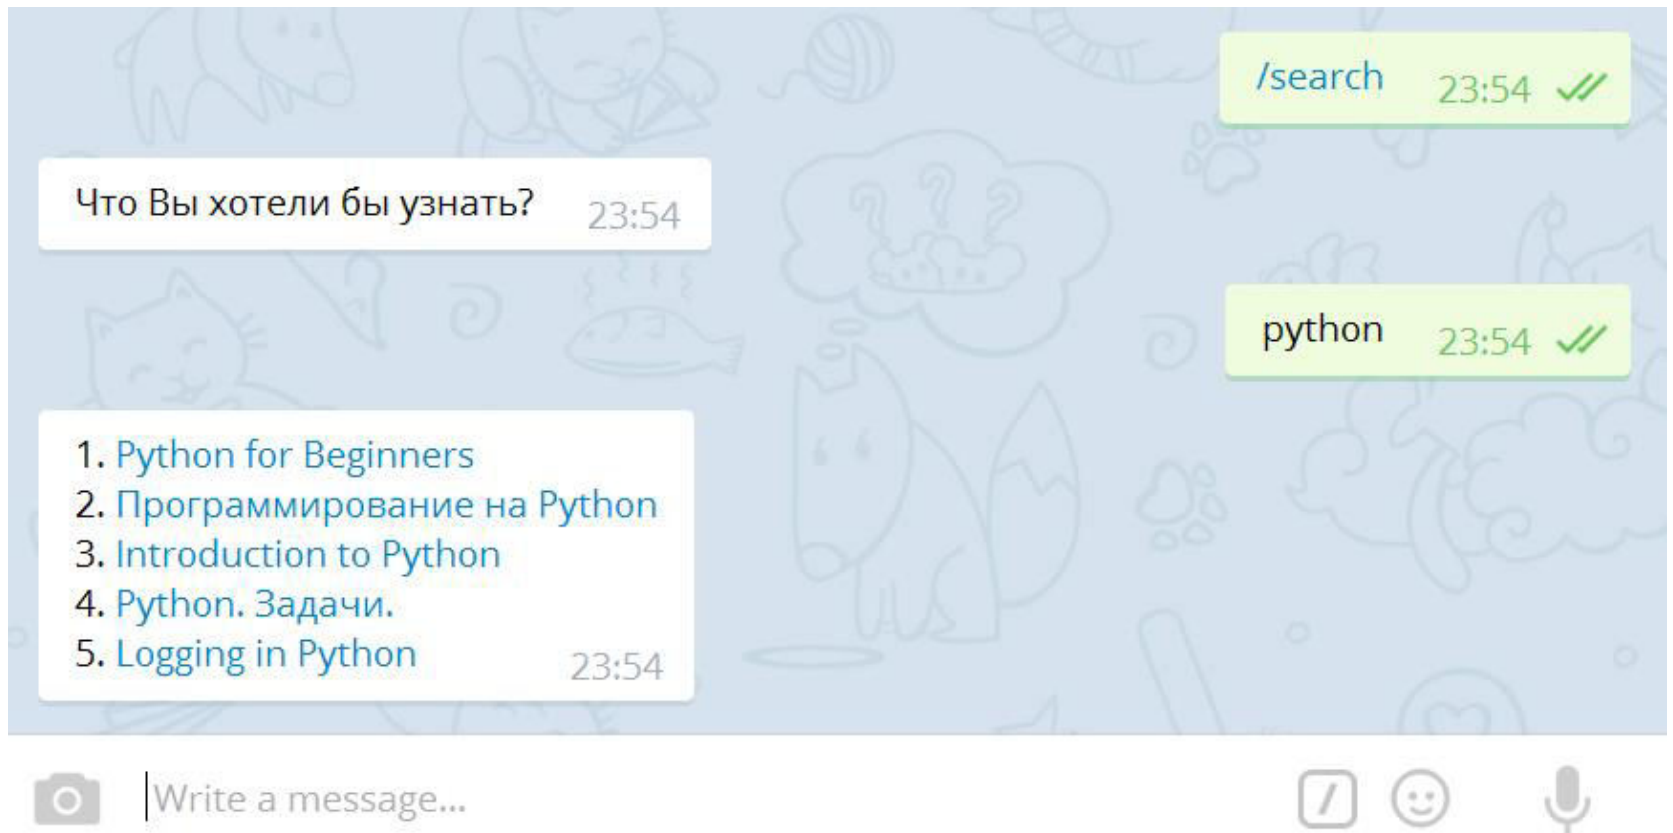 /search 23:54
Что Вы хотели бы узнать? 23:54
python 23:54
1. Python for Beginners
2. Программирование на Python
3. Introduction to Python
4. Python. Задачи.
5. Logging in Python 23:54
Write a message...